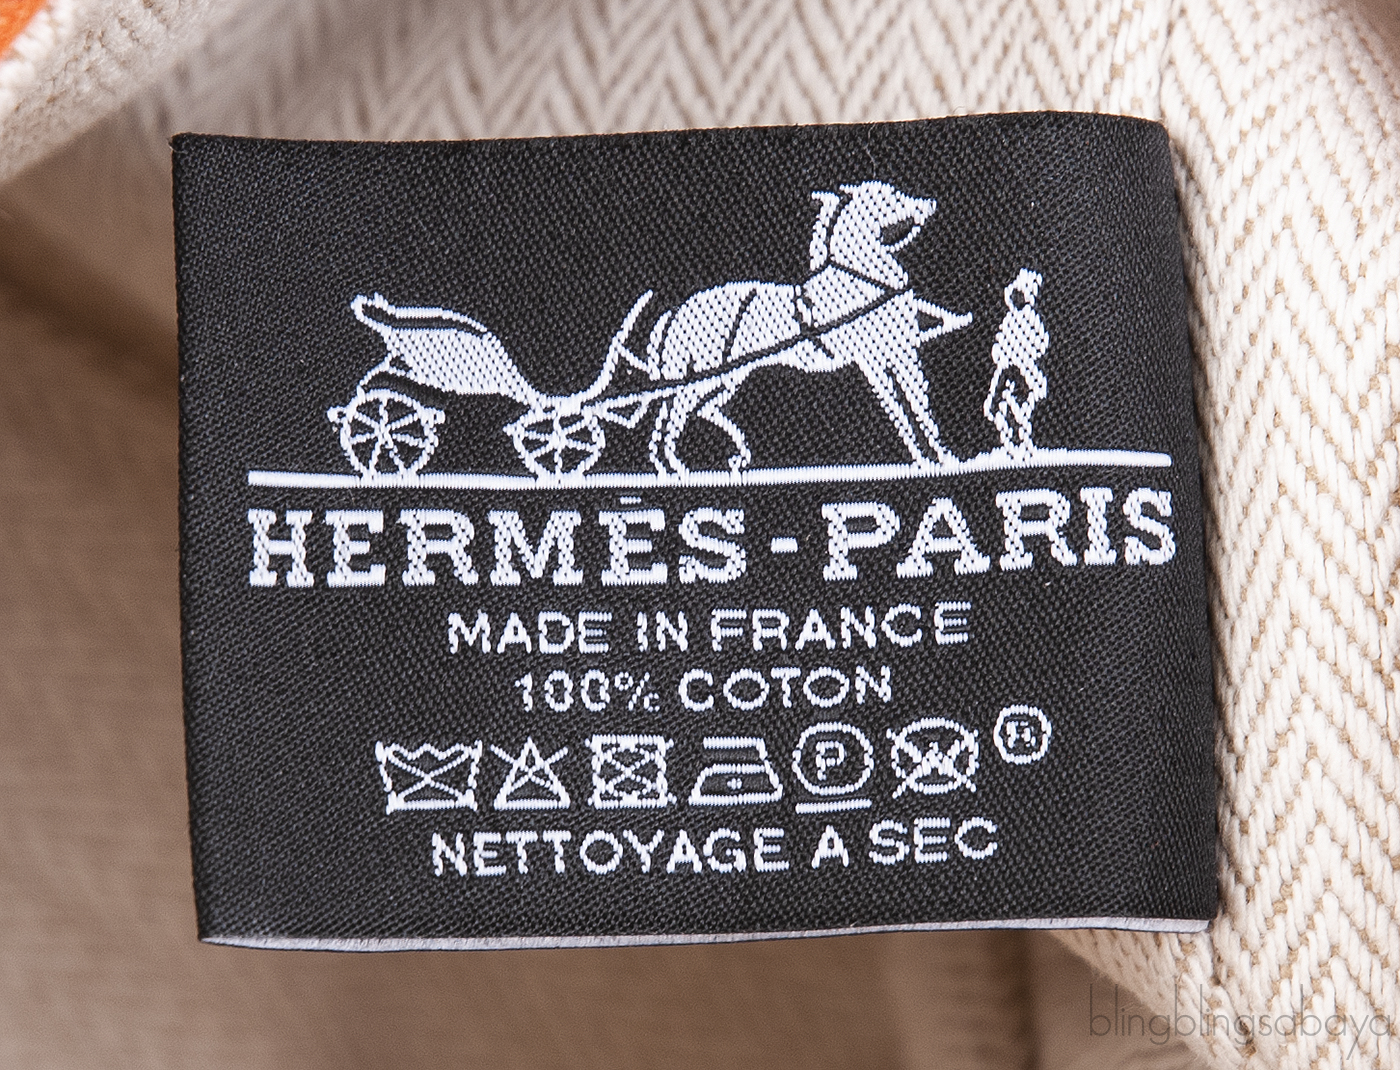 HERMÈS-PARIS
MADE IN FRANCE
100% COTON
P ®
NETTOYAGE A SEC
blingblingsabaya